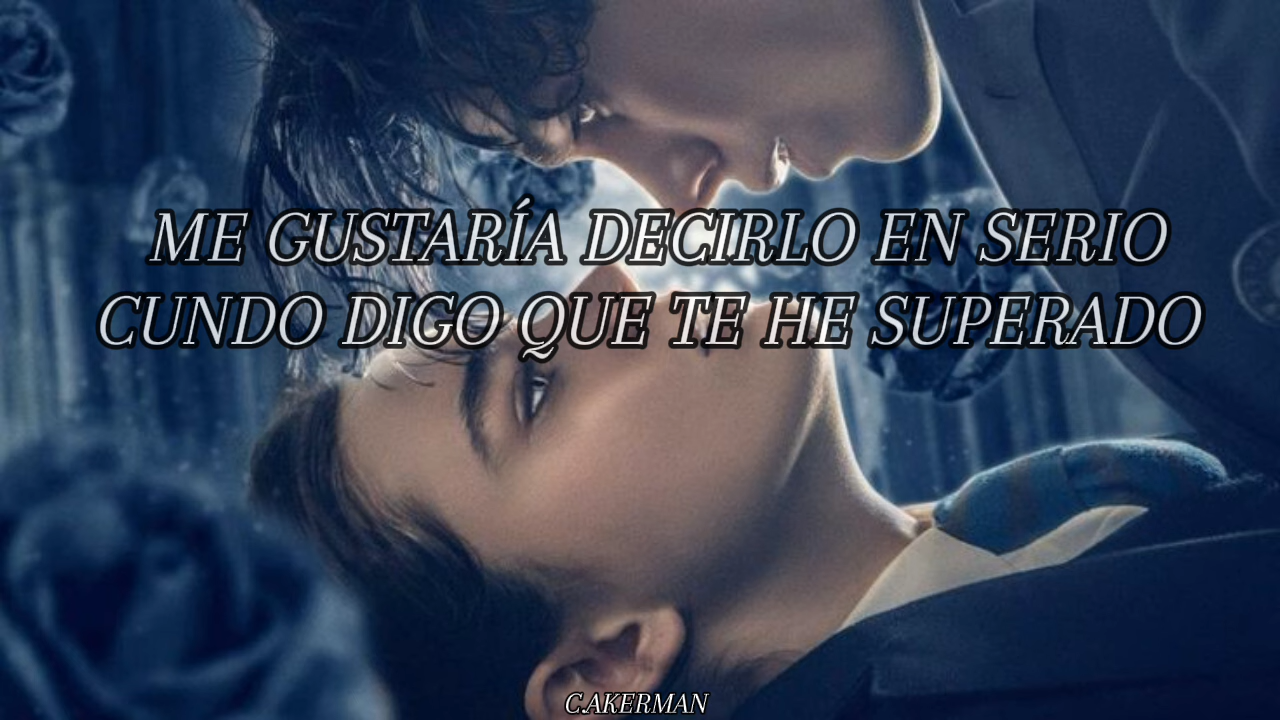 ME GUSTARÍA DECIRLO EN SERIO
CUNDO DIGO QUE TE HE SUPERADO
C.AKERMAN